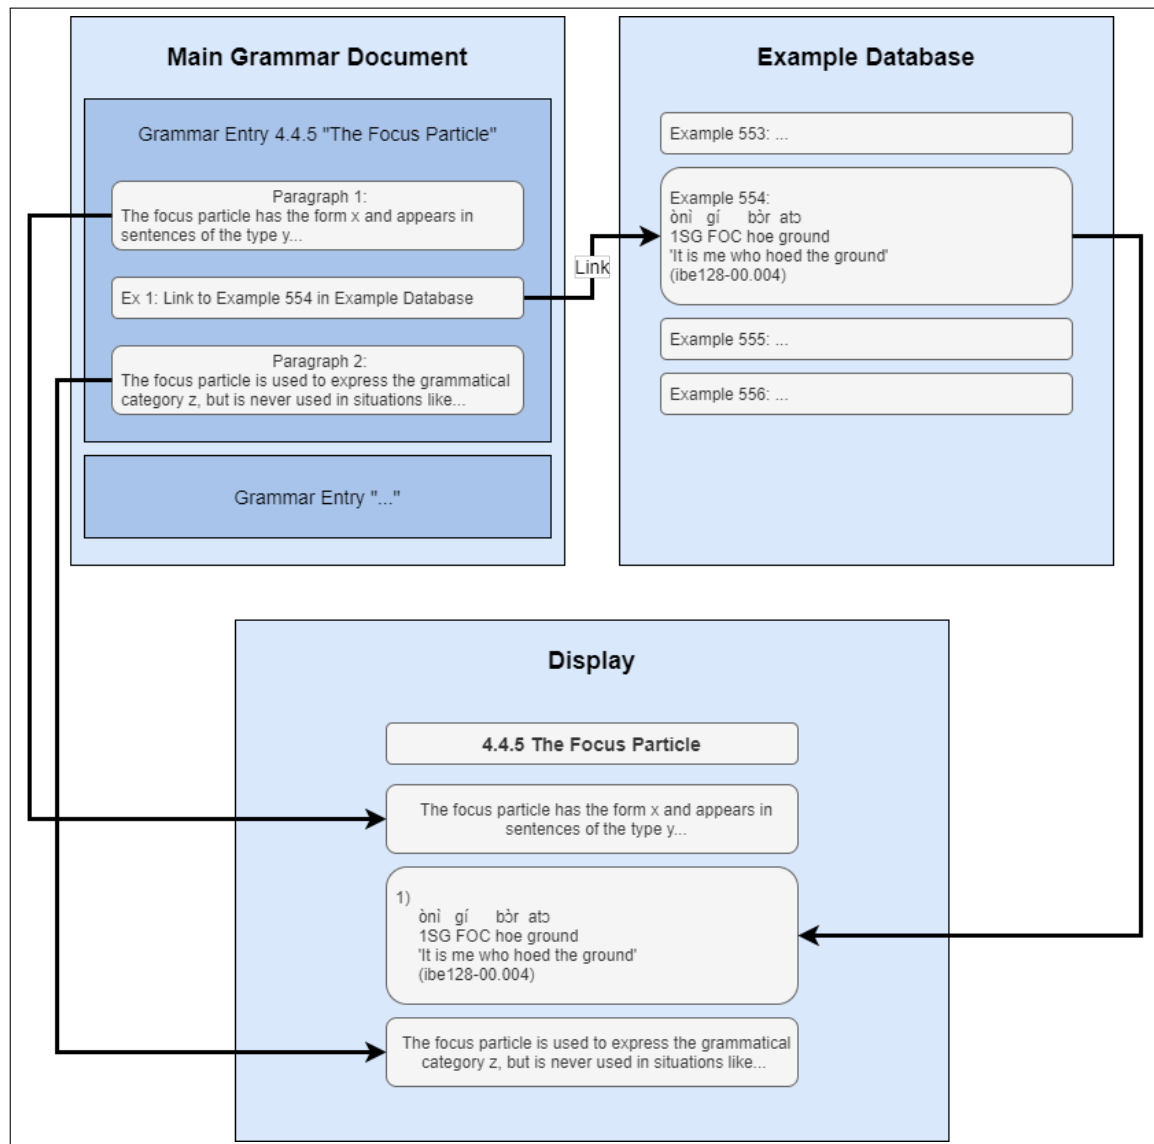 Main Grammar Document
Grammar Entry 4.4.5 "The Focus Particle"
Paragraph 1:
The focus particle has the form x and appears in
sentences of the type y...
Ex 1: Link to Example 554 in Example Database
Paragraph 2:
The focus particle is used to express the grammatical
category z, but is never used in situations like...
Grammar Entry "..."
Link
Example Database
Example 553: ...
Example 554:
ònì gí bɔ̀r atɔ
1SG FOC hoe ground
'It is me who hoed the ground'
(ibe128-00.004)
Example 555: ...
Example 556: ...
Display
4.4.5 The Focus Particle
The focus particle has the form x and appears in
sentences of the type y...
1)
ònì gí bɔ̀r atɔ
1SG FOC hoe ground
'It is me who hoed the ground'
(ibe128-00.004)
The focus particle is used to express the grammatical
category z, but is never used in situations like...